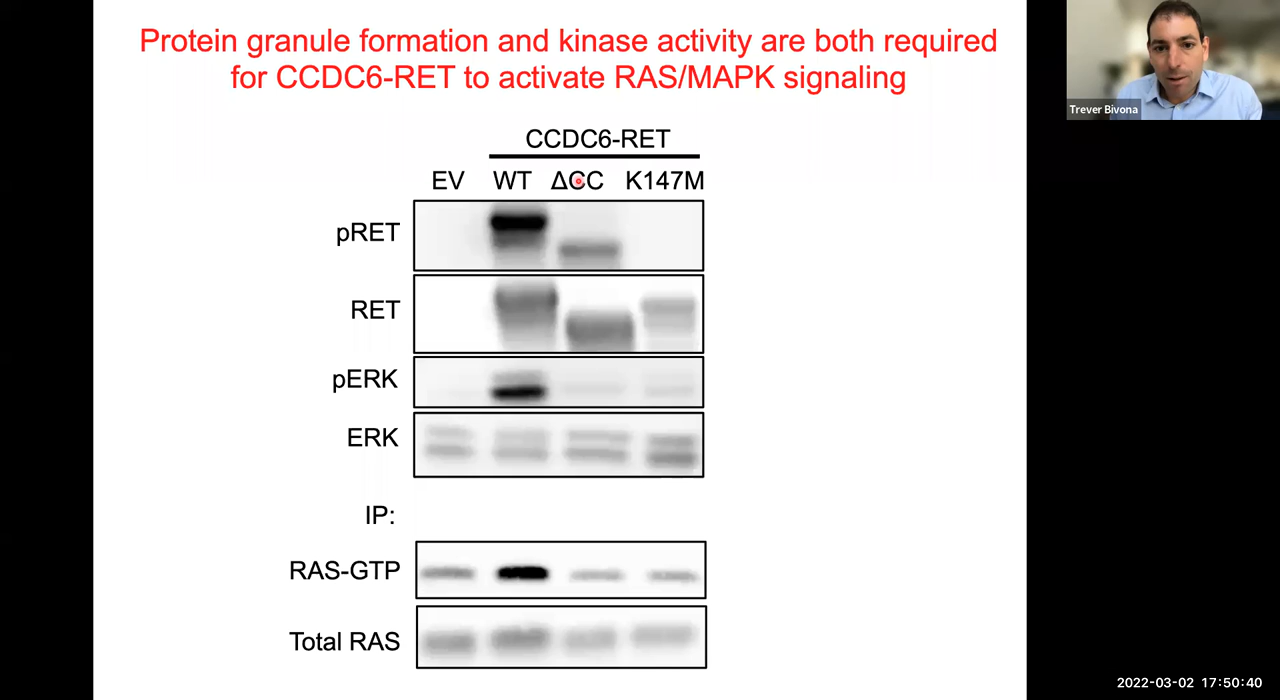 Protein granule formation and kinase activity are both required
for CCDC6-RET to activate RAS/MAPK signaling
Trever Bivona
CCDC6-RET
EV WT ΔCC K147M
pRET
RET
pERK
ERK
IP:
RAS-GTP
Total RAS
2022-03-02 17:50:40